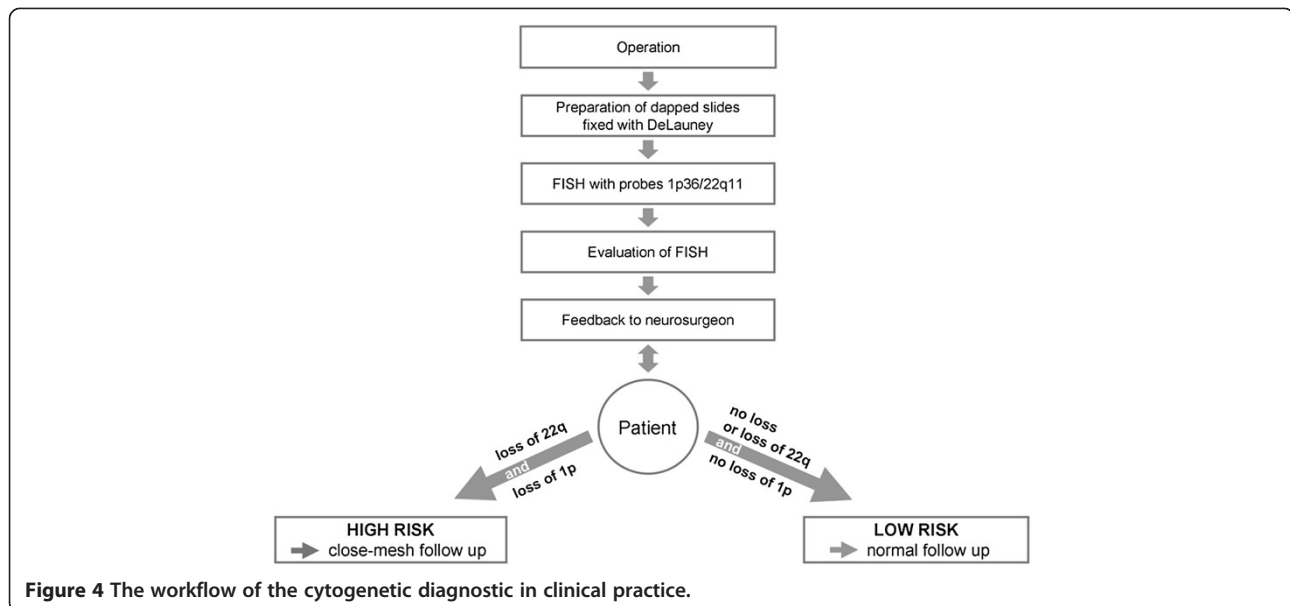 Operation
Preparation of dapped slides
fixed with DeLauney
FISH with probes 1p36/22q11
Evaluation of FISH
Feedback to neurosurgeon
Patient
loss of 22q
and
loss of 1p
no loss
or loss of 22q
and
no loss of 1p
HIGH RISK
close-mesh follow up
LOW RISK
normal follow up
Figure 4 The workflow of the cytogenetic diagnostic in clinical practice.